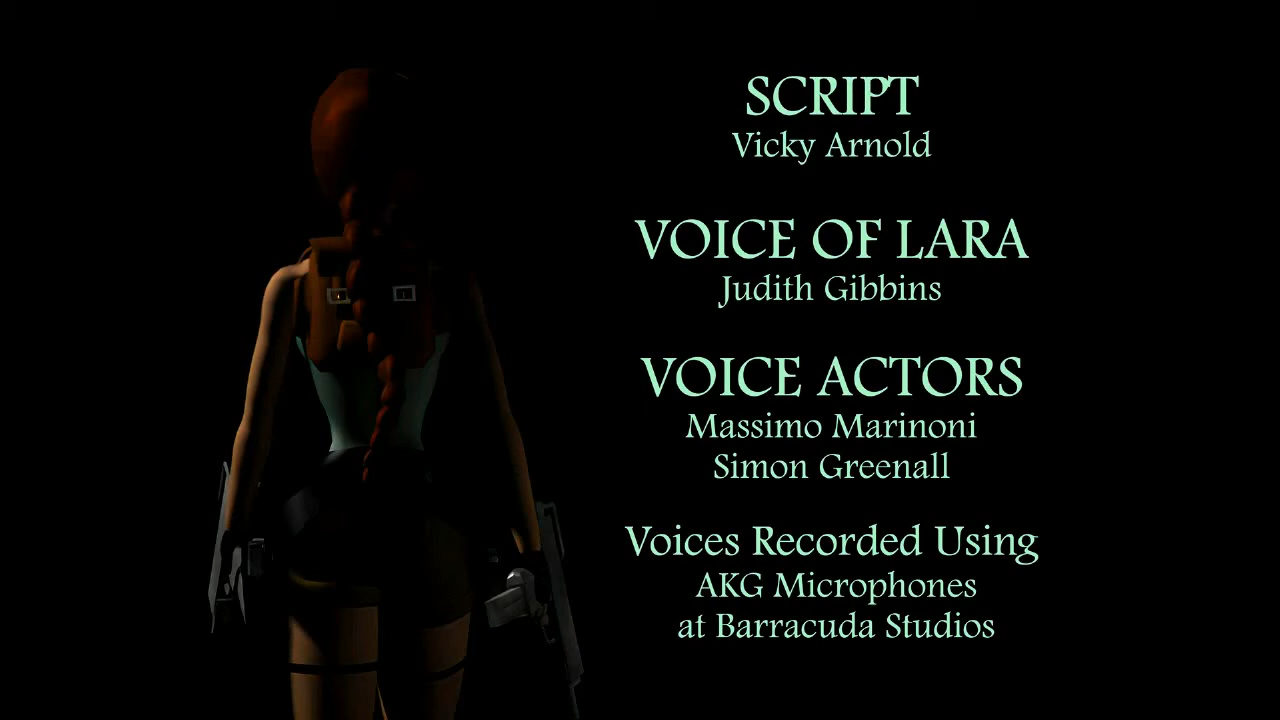 SCRIPT
Vicky Arnold
VOICE OF LARA
Judith Gibbins
VOICE ACTORS
Massimo Marinoni
Simon Greenall
Voices Recorded Using
AKG Microphones
at Barracuda Studios